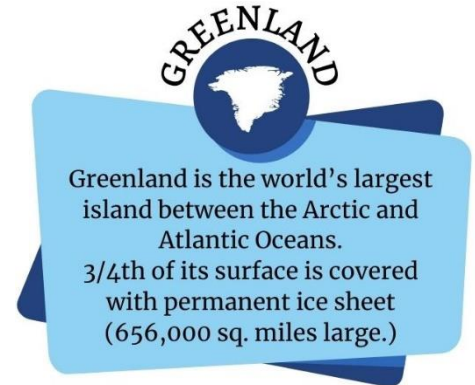 GREENLAND
Greenland is the world’s largest
island between the Arctic and
Atlantic Oceans.
3/4th of its surface is covered
with permanent ice sheet
(656,000 sq. miles large.)